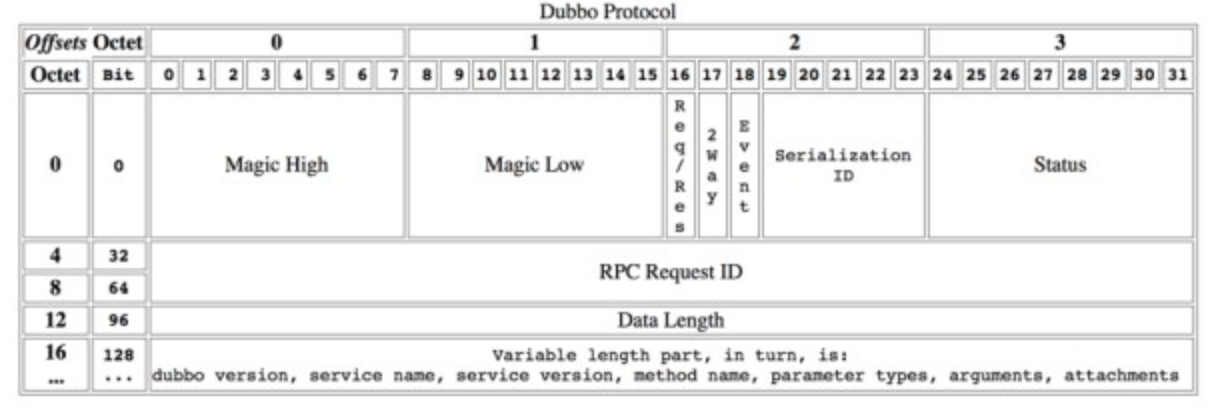 Dubbo Protocol
Offsets Octet 0 1 2 3
Octet Bit 0 1 2 3 4 5 6 7 8 9 10 11 12 13 14 15 16 17 18 19 20 21 22 23 24 25 26 27 28 29 30 31
0 0 Magic High Magic Low Req/Res 2Way Event Serialization ID Status
4 32 RPC Request ID
8 64
12 96 Data Length
16 128 Variable length part, in turn, is:
... ... dubbo version, service name, service version, method name, parameter types, arguments, attachments